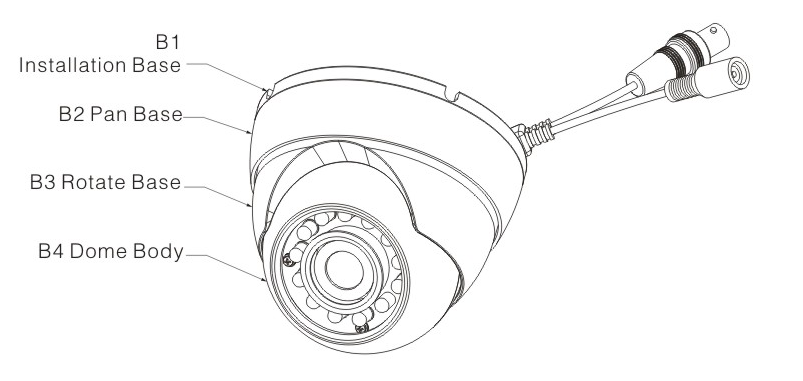 B1
Installation Base
B2 Pan Base
B3 Rotate Base
B4 Dome Body